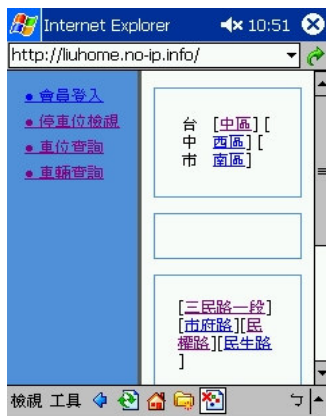 Internet Explorer 10:51
http://liuhome.no-ip.info/
會員登入
停車位檢視
車位查詢
車輛查詢
台 [中區] [
中 西區] [
市 南區]
[三民路一段]
[市府路][民
權路][民生路
]
檢視 工具 ㄅ